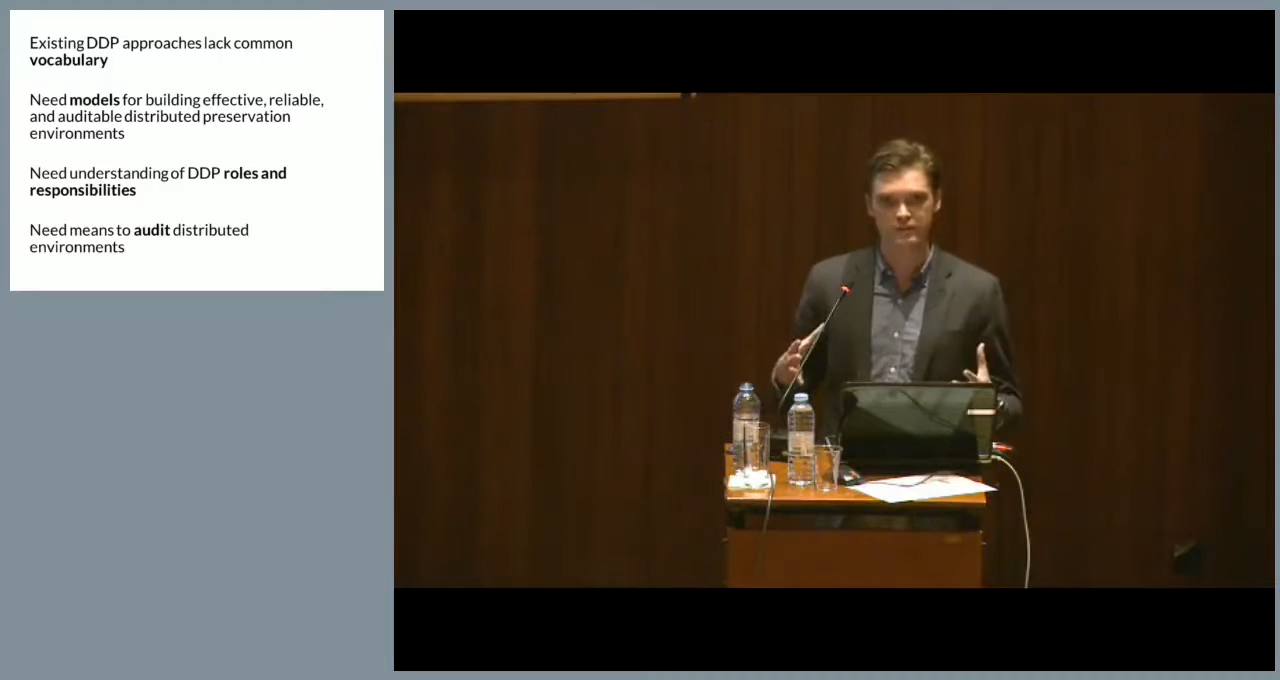 Existing DDP approaches lack common
vocabulary
Need models for building effective, reliable,
and auditable distributed preservation
environments
Need understanding of DDP roles and
responsibilities
Need means to audit distributed
environments